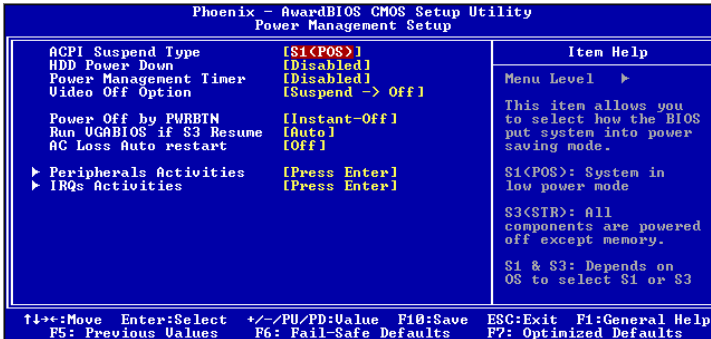 Phoenix - AwardBIOS CMOS Setup Utility
Power Management Setup
ACPI Suspend Type [S1(POS)]
HDD Power Down [Disabled]
Power Management Timer [Disabled]
Video Off Option [Suspend -> Off]
Power Off by PWRBTN [Instant-Off]
Run VGABIOS if S3 Resume [Auto]
AC Loss Auto restart [Off]
▶ Peripherals Activities [Press Enter]
▶ IRQs Activities [Press Enter]
Item Help
Menu Level ▶
This item allows you
to select how the BIOS
put system into power
saving mode.
S1(POS): System in
low power mode
S3(STR): All
components are powered
off except memory.
S1 & S3: Depends on
OS to select S1 or S3
↑↓→←:Move Enter:Select +/-/PU/PD:Value F10:Save ESC:Exit F1:General Help
F5: Previous Values F6: Fail-Safe Defaults F7: Optimized Defaults